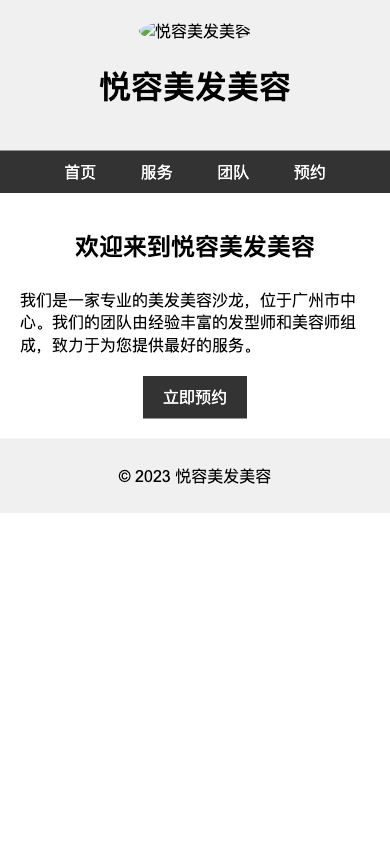 悦容美发美容
悦容美发美容
首页 服务 团队 预约
欢迎来到悦容美发美容
我们是一家专业的美发美容沙龙，位于广州市中
心。我们的团队由经验丰富的发型师和美容师组
成，致力于为您提供最好的服务。
立即预约
© 2023 悦容美发美容